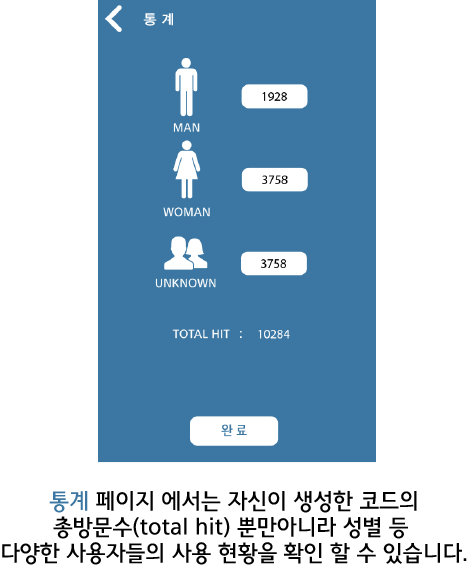 통계
1928
MAN
3758
WOMAN
3758
UNKNOWN
TOTAL HIT : 10284
완료
통계 페이지 에서는 자신이 생성한 코드의
총방문수(total hit) 뿐만아니라 성별 등
다양한 사용자들의 사용 현황을 확인 할 수 있습니다.